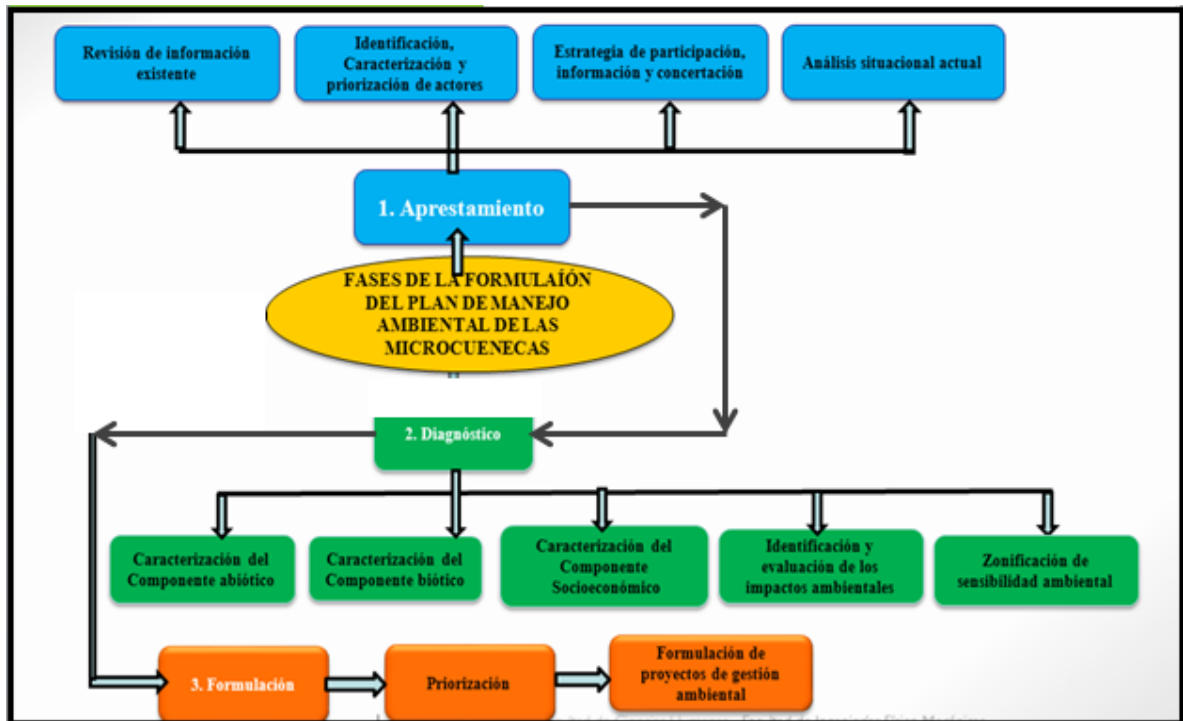 Revisión de información
existente
Identificación,
Caracterización y
priorización de actores
Estrategia de participación,
información y concertación
Análisis situacional actual
1. Aprestamiento
FASES DE LA FORMULAÍÓN
DEL PLAN DE MANEJO
AMBIENTAL DE LAS
MICROCUENECAS
2. Diagnóstico
Caracterización del
Componente abiótico
Caracterización del
Componente biótico
Caracterización del
Componente
Socioeconómico
Identificación y
evaluación de los
impactos ambientales
Zonificación de
sensibilidad ambiental
3. Formulación
Priorización
Formulación de
proyectos de gestión
ambiental